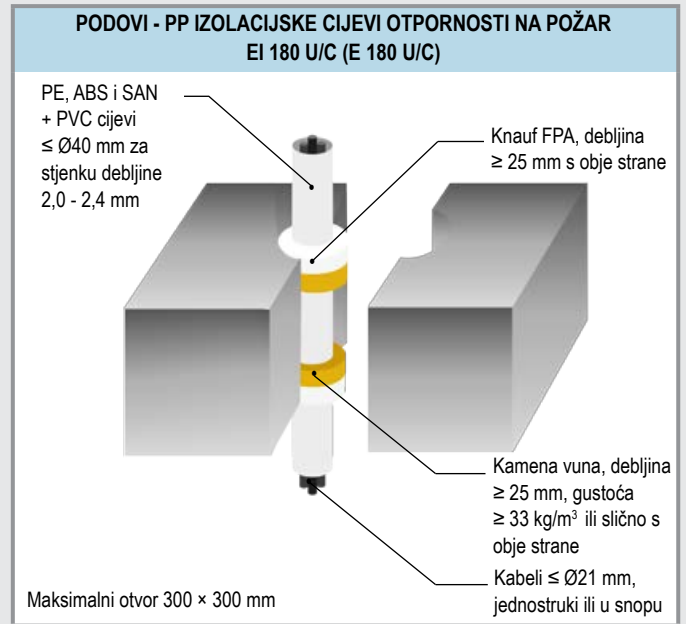 PODOVI - PP IZOLACIJSKE CIJEVI OTPORNOSTI NA POŽAR
EI 180 U/C (E 180 U/C)
PE, ABS i SAN
+ PVC cijevi
≤ Ø40 mm za
stjenku debljine
2,0 - 2,4 mm
Knauf FPA, debljina
≥ 25 mm s obje strane
Kamena vuna, debljina
≥ 25 mm, gustoća
≥ 33 kg/m³ ili slično s
obje strane
Kabeli ≤ Ø21 mm,
jednostruki ili u snopu
Maksimalni otvor 300 × 300 mm